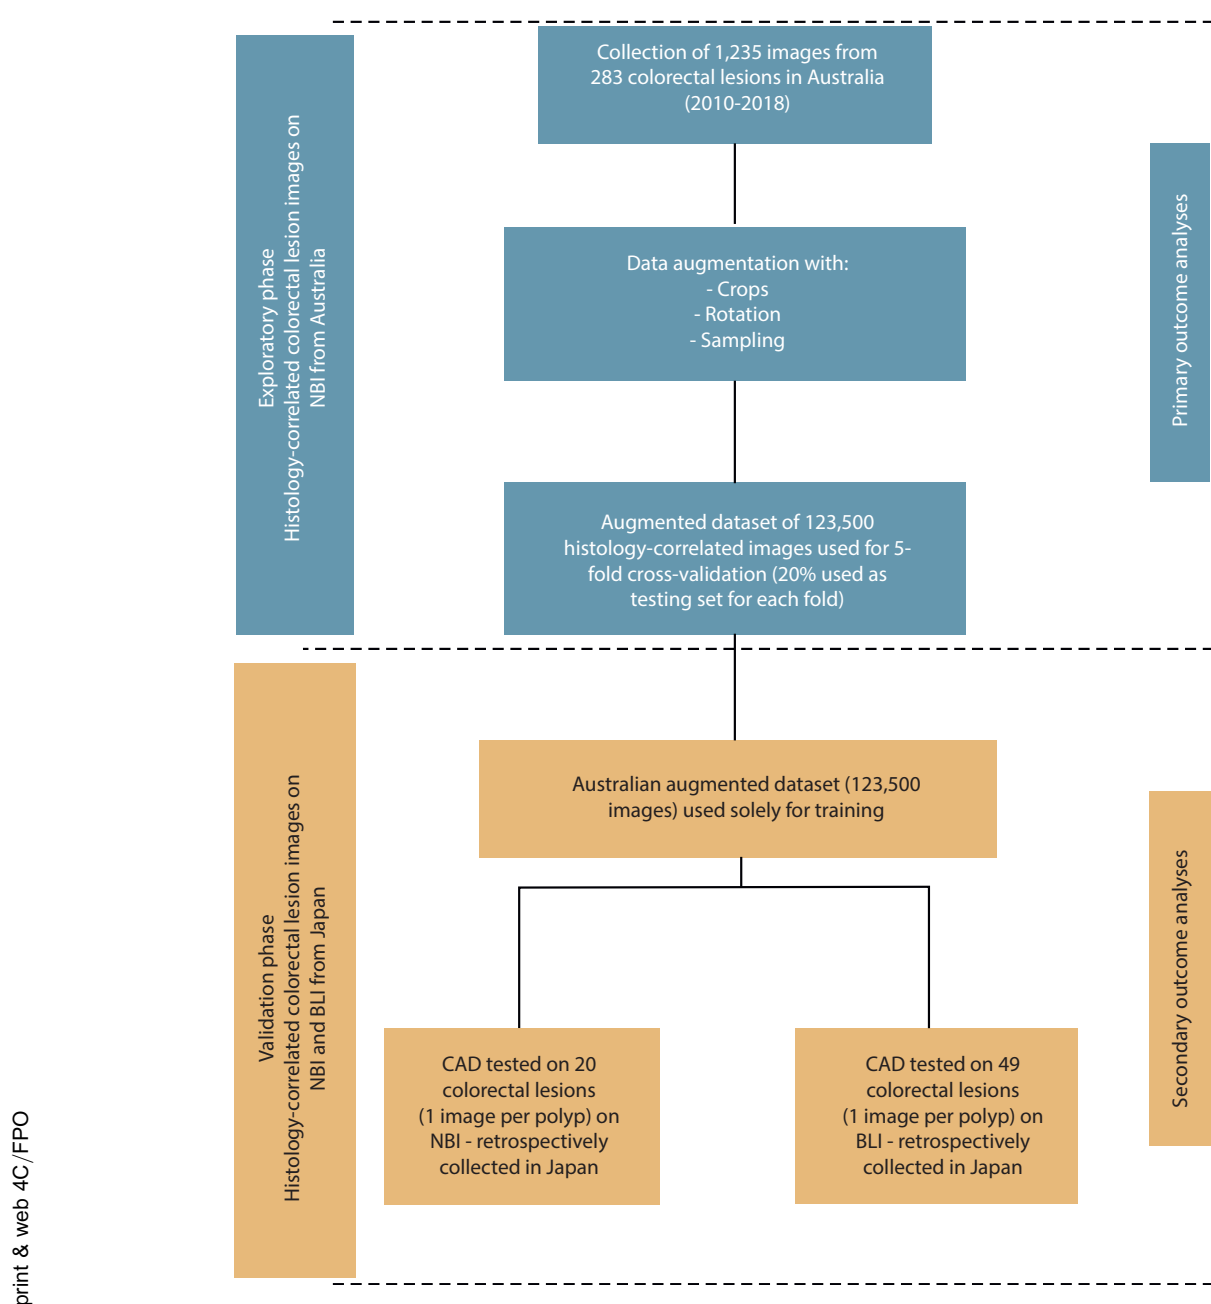 Collection of 1,235 images from
283 colorectal lesions in Australia
(2010-2018)
Exploratory phase
Histology-correlated colorectal lesion images on
NBI from Australia
Data augmentation with:
- Crops
- Rotation
- Sampling
Primary outcome analyses
Augmented dataset of 123,500
histology-correlated images used for 5-
fold cross-validation (20% used as
testing set for each fold)
Validation phase
Histology-correlated colorectal lesion images on
NBI and BLI from Japan
Australian augmented dataset (123,500
images) used solely for training
Secondary outcome analyses
CAD tested on 20
colorectal lesions
(1 image per polyp) on
NBI - retrospectively
collected in Japan
CAD tested on 49
colorectal lesions
(1 image per polyp) on
BLI - retrospectively
collected in Japan
print & web 4C/FPO